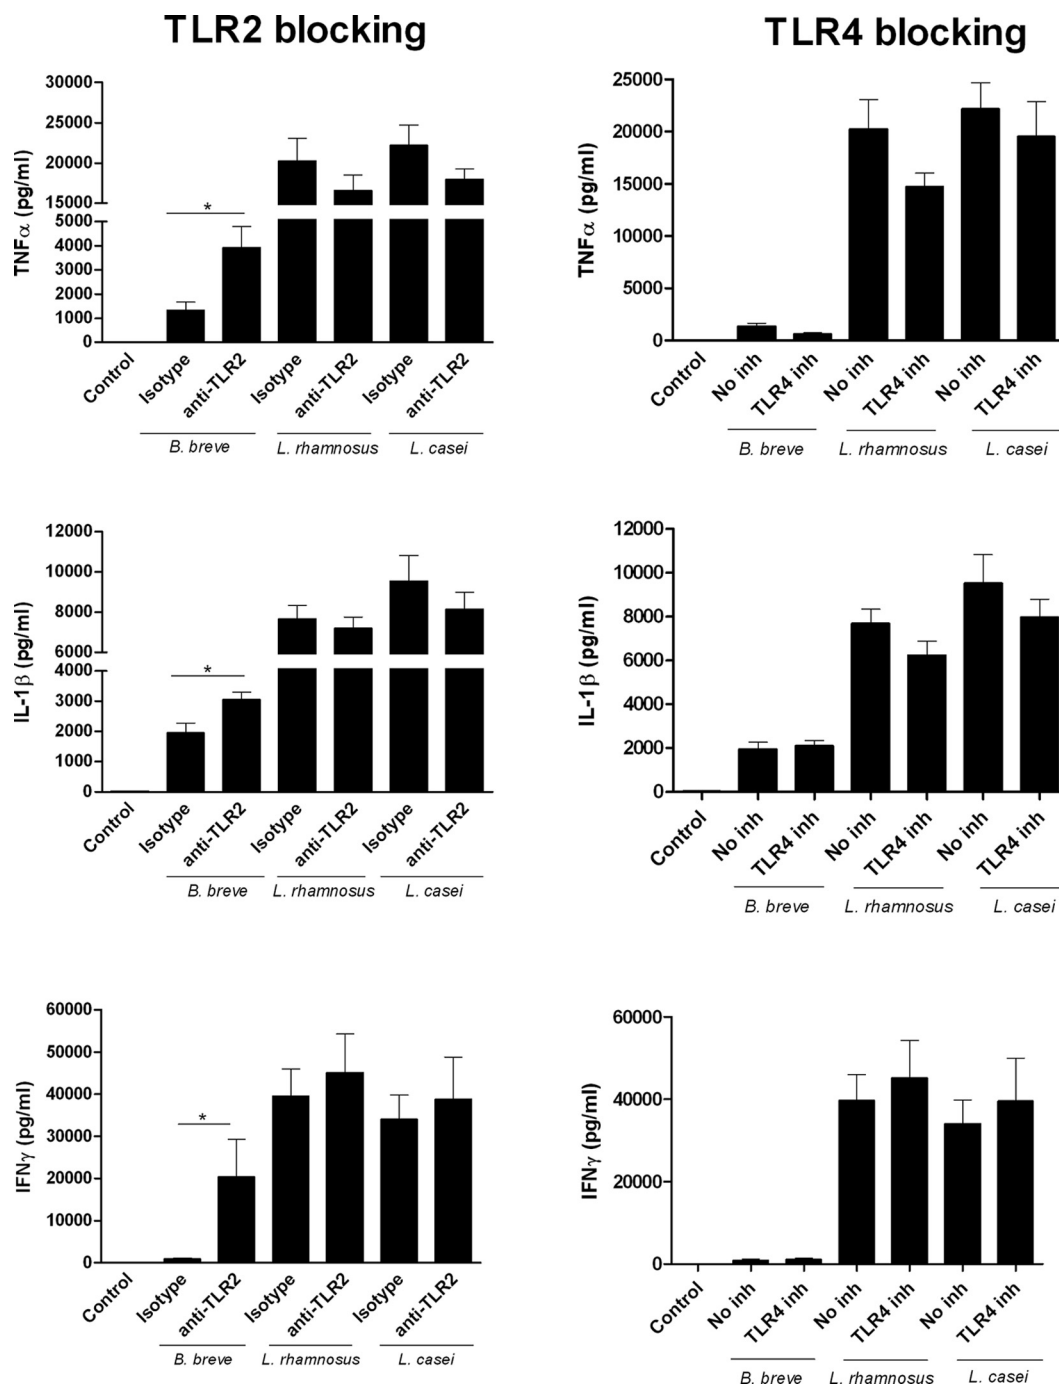 TLR2 blocking
TNFα (pg/ml)
30000
25000
20000
15000
5000
4000
3000
2000
1000
0
*
Control
Isotype
anti-TLR2
Isotype
anti-TLR2
Isotype
anti-TLR2
B. breve
L. rhamnosus
L. casei
TLR4 blocking
TNFα (pg/ml)
25000
20000
15000
10000
5000
0
Control
No inh
TLR4 inh
No inh
TLR4 inh
No inh
TLR4 inh
B. breve
L. rhamnosus
L. casei
IL-1β (pg/ml)
12000
10000
8000
6000
4000
3000
2000
1000
0
*
Control
Isotype
anti-TLR2
Isotype
anti-TLR2
Isotype
anti-TLR2
B. breve
L. rhamnosus
L. casei
IL-1β (pg/ml)
12000
10000
8000
6000
4000
2000
0
Control
No inh
TLR4 inh
No inh
TLR4 inh
No inh
TLR4 inh
B. breve
L. rhamnosus
L. casei
IFNγ (pg/ml)
60000
50000
40000
30000
20000
10000
0
*
Control
Isotype
anti-TLR2
Isotype
anti-TLR2
Isotype
anti-TLR2
B. breve
L. rhamnosus
L. casei
IFNγ (pg/ml)
60000
40000
20000
0
Control
No inh
TLR4 inh
No inh
TLR4 inh
No inh
TLR4 inh
B. breve
L. rhamnosus
L. casei